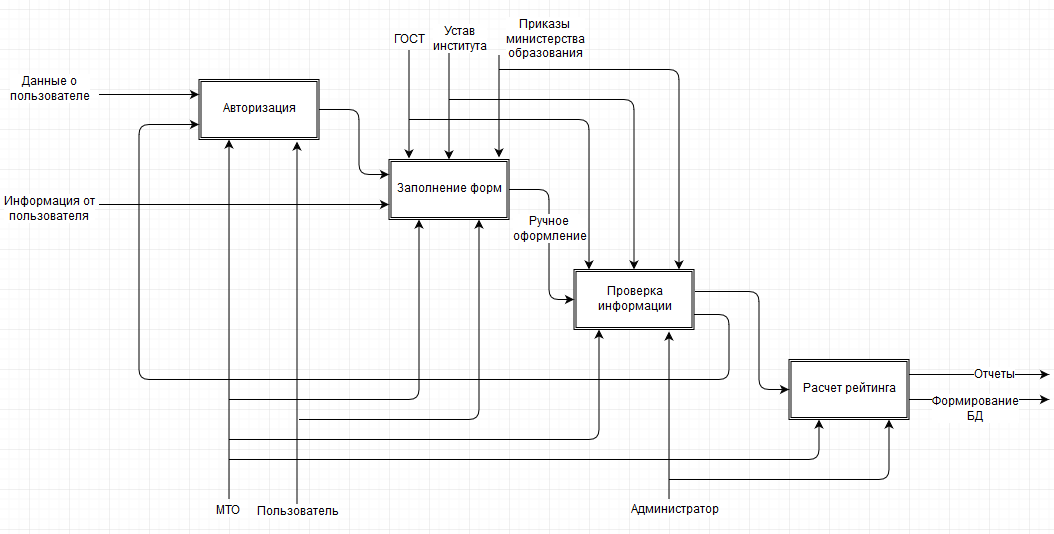 ГОСТ
Устав
института
Приказы
министерства
образования
Данные о
пользователе
Авторизация
Информация от
пользователя
Заполнение форм
Ручное
оформление
Проверка
информации
Расчет рейтинга
Отчеты
Формирование
БД
МТО
Пользователь
Администратор